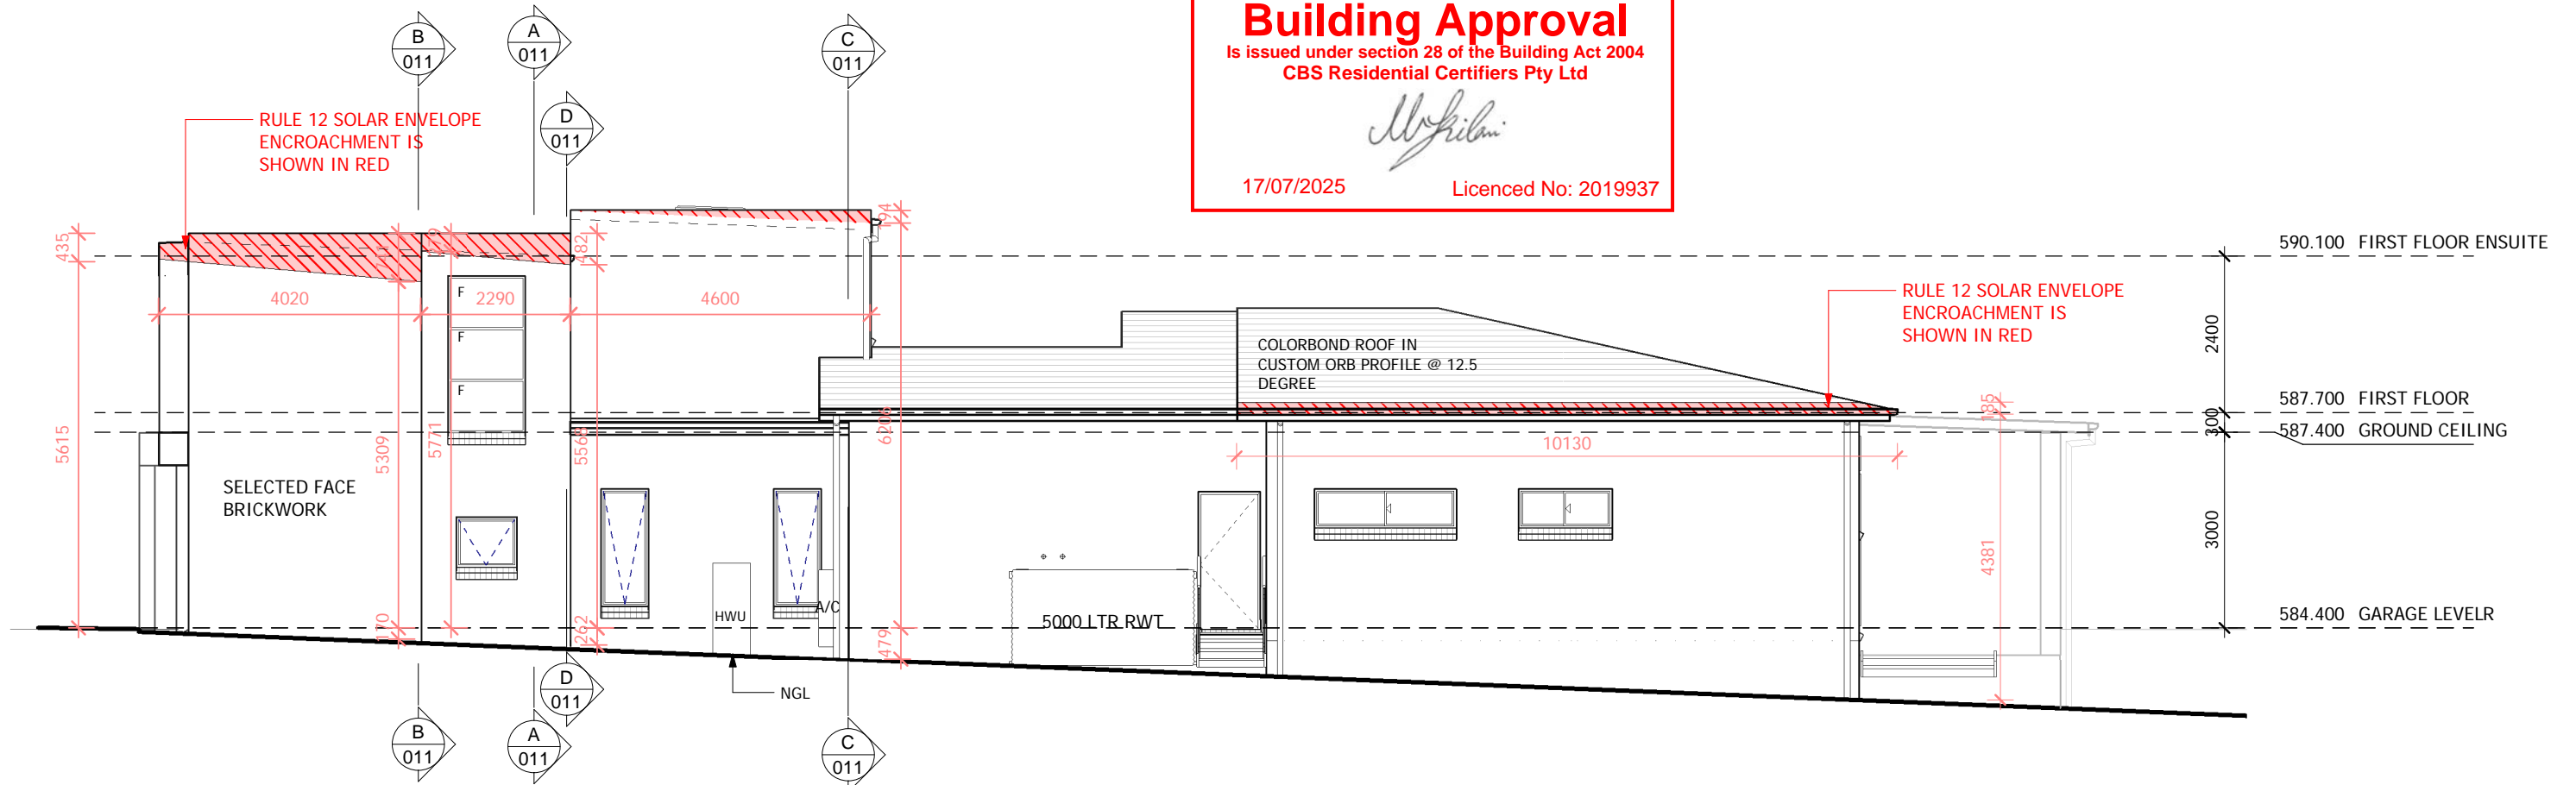 Building Approval
Is issued under section 28 of the Building Act 2004
CBS Residential Certifiers Pty Ltd
17/07/2025
Licenced No: 2019937
B
011
A
011
C
011
D
011
RULE 12 SOLAR ENVELOPE
ENCROACHMENT IS
SHOWN IN RED
435
482
194
590.100 FIRST FLOOR ENSUITE
4020
F
2290
4600
F
F
RULE 12 SOLAR ENVELOPE
ENCROACHMENT IS
SHOWN IN RED
2400
COLORBOND ROOF IN
CUSTOM ORB PROFILE @ 12.5
DEGREE
185
587.700 FIRST FLOOR
300
587.400 GROUND CEILING
5615
5309
5771
10130
SELECTED FACE
BRICKWORK
3000
4381
HWU
A/C
5000 LTR RWT
584.400 GARAGE LEVELR
170
262
479
NGL
D
011
B
011
A
011
C
011